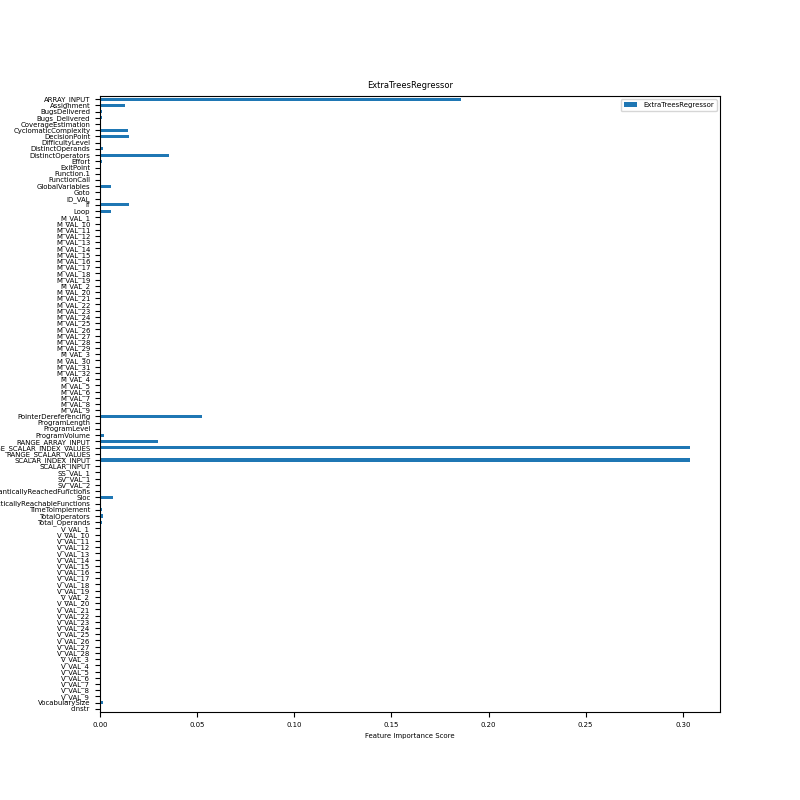 ExtraTreesRegressor
ExtraTreesRegressor
ARRAY_INPUT
Assignment
BugsDelivered
Bugs_Delivered
CoverageEstimation
CyclomaticComplexity
DecisionPoint
DifficultyLevel
DistinctOperands
DistinctOperators
Effort
ExitPoint
Function.1
FunctionCall
GlobalVariables
Goto
ID_VAL
If
Loop
M_VAL_1
M_VAL_10
M_VAL_11
M_VAL_12
M_VAL_13
M_VAL_14
M_VAL_15
M_VAL_16
M_VAL_17
M_VAL_18
M_VAL_19
M_VAL_2
M_VAL_20
M_VAL_21
M_VAL_22
M_VAL_23
M_VAL_24
M_VAL_25
M_VAL_26
M_VAL_27
M_VAL_28
M_VAL_29
M_VAL_3
M_VAL_30
M_VAL_31
M_VAL_32
M_VAL_4
M_VAL_5
M_VAL_6
M_VAL_7
M_VAL_8
M_VAL_9
PointerDereferencing
ProgramLength
ProgramLevel
ProgramVolume
RANGE_ARRAY_INPUT
E_SCALAR_INDEX_VALUES
RANGE_SCALAR_VALUES
SCALAR_INDEX_INPUT
SCALAR_INPUT
SS_VAL_1
SV_VAL_1
SV_VAL_2
anticallyReachedFunctions
Sloc
ticallyReachableFunctions
TimeToImplement
TotalOperators
Total_Operands
V_VAL_1
V_VAL_10
V_VAL_11
V_VAL_12
V_VAL_13
V_VAL_14
V_VAL_15
V_VAL_16
V_VAL_17
V_VAL_18
V_VAL_19
V_VAL_2
V_VAL_20
V_VAL_21
V_VAL_22
V_VAL_23
V_VAL_24
V_VAL_25
V_VAL_26
V_VAL_27
V_VAL_28
V_VAL_3
V_VAL_4
V_VAL_5
V_VAL_6
V_VAL_7
V_VAL_8
V_VAL_9
VocabularySize
cinstr
0.00 0.05 0.10 0.15 0.20 0.25 0.30
Feature Importance Score